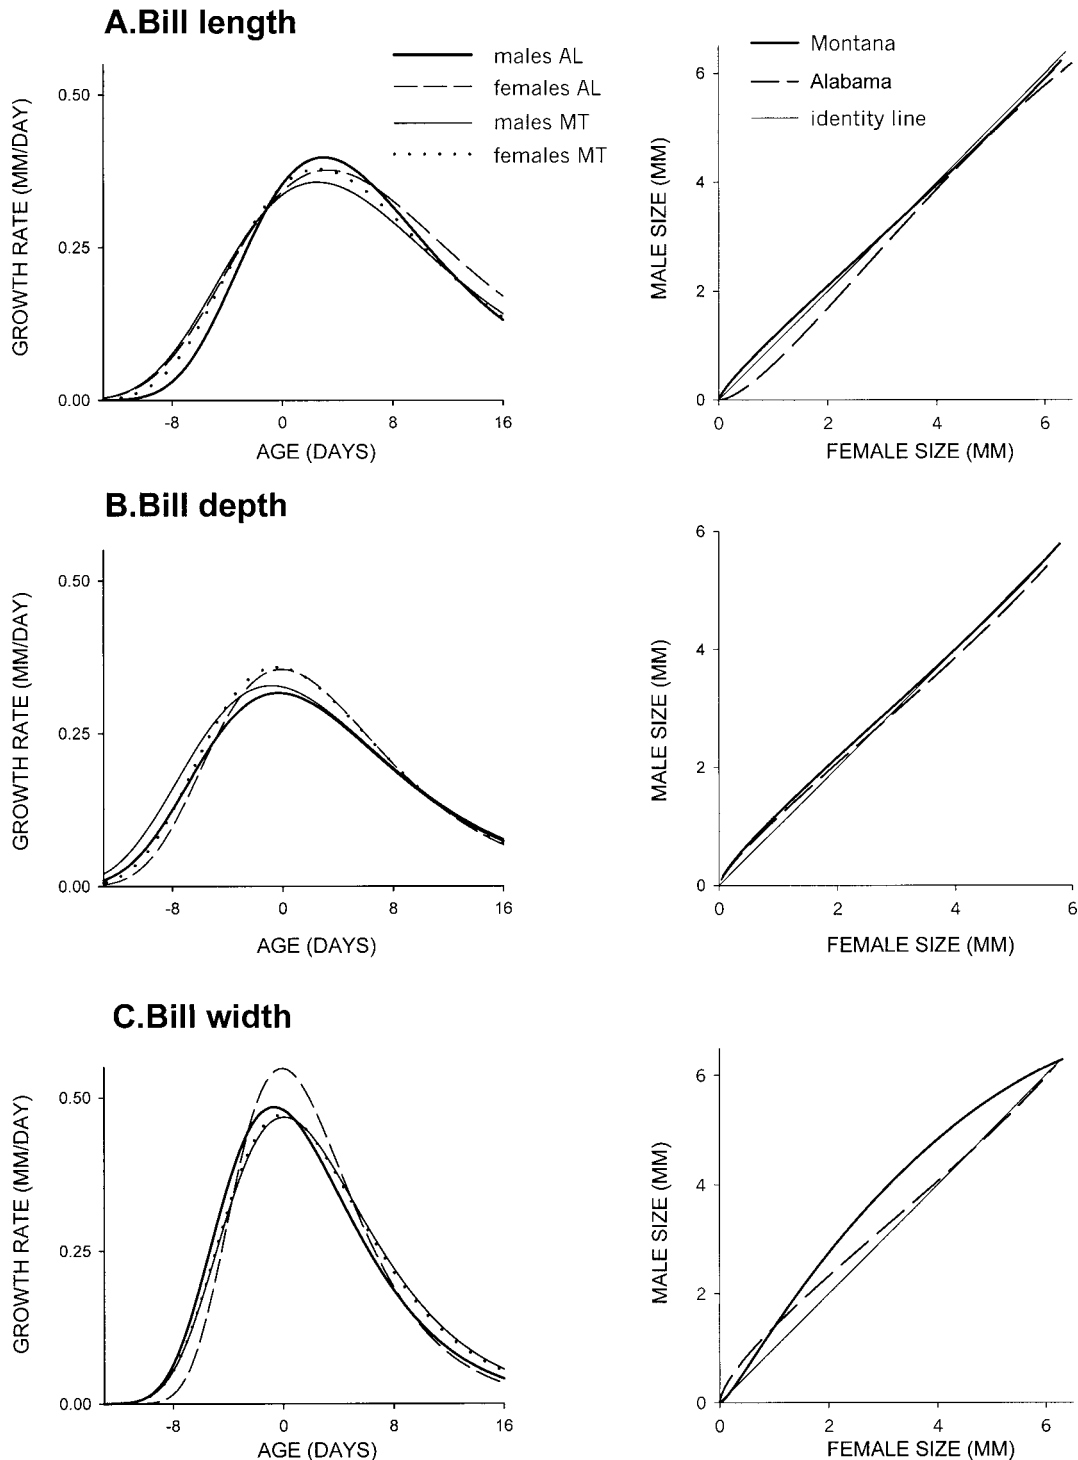 A.Bill length
males AL
females AL
males MT
females MT
0.50
0.25
0.00
GROWTH RATE (MM/DAY)
-8 0 8 16
AGE (DAYS)
Montana
Alabama
identity line
6
4
2
0
MALE SIZE (MM)
0 2 4 6
FEMALE SIZE (MM)
B.Bill depth
0.50
0.25
0.00
GROWTH RATE (MM/DAY)
-8 0 8 16
AGE (DAYS)
6
4
2
0
MALE SIZE (MM)
0 2 4 6
FEMALE SIZE (MM)
C.Bill width
0.50
0.25
0.00
GROWTH RATE (MM/DAY)
-8 0 8 16
AGE (DAYS)
6
4
2
0
MALE SIZE (MM)
0 2 4 6
FEMALE SIZE (MM)